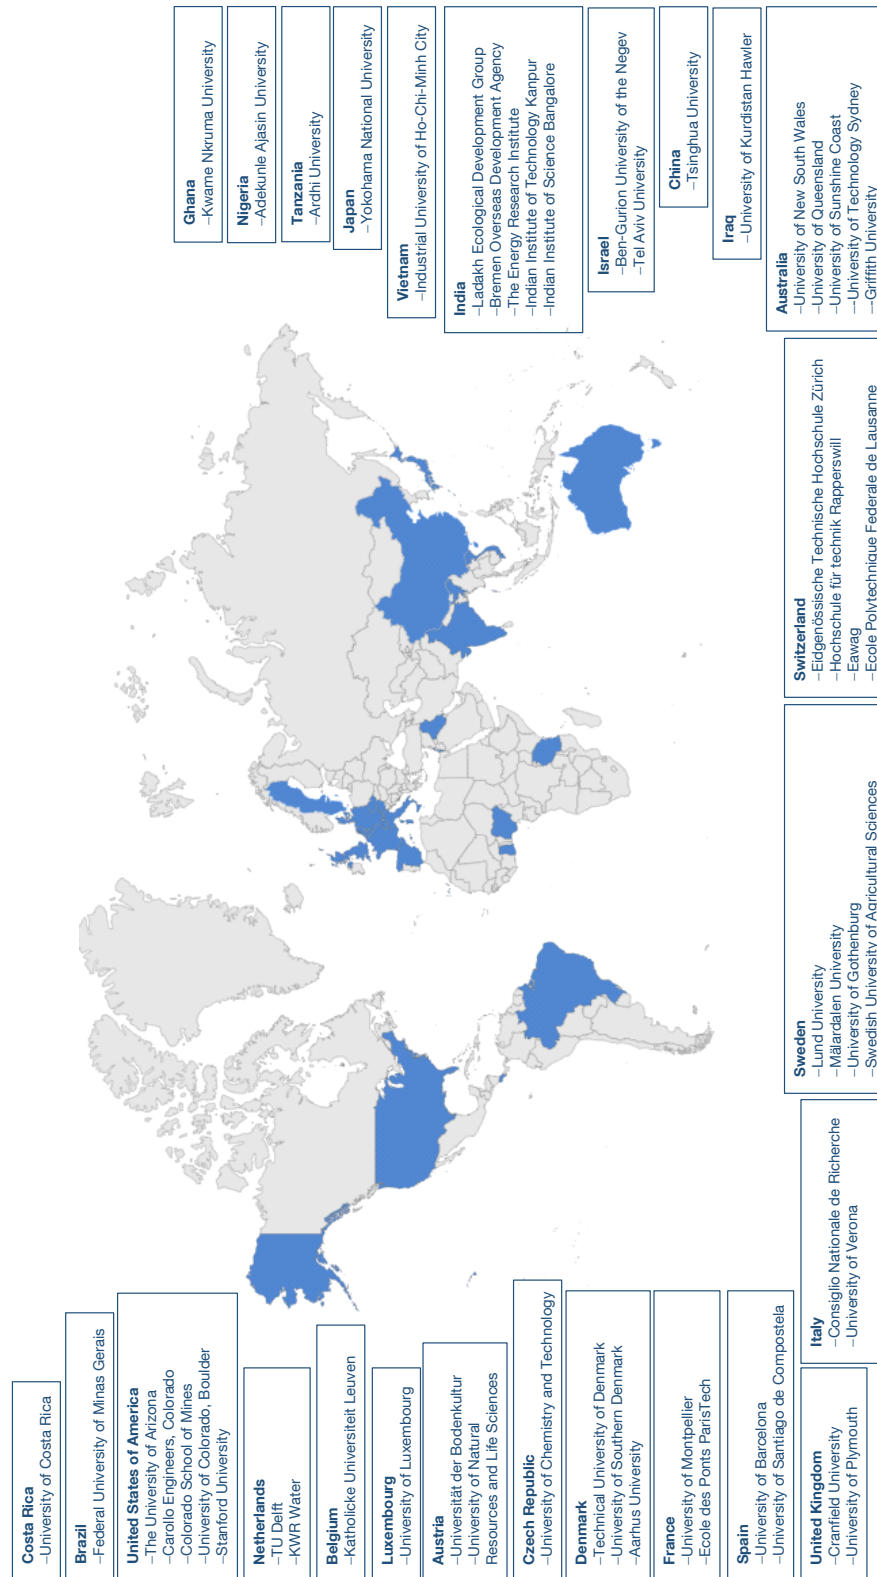 Costa Rica
–University of Costa Rica
Brazil
–Federal University of Minas Gerais
United States of America
–The University of Arizona
–Carollo Engineers, Colorado
–Colorado School of Mines
–University of Colorado, Boulder
–Stanford University
Netherlands
–TU Delft
–KWR Water
Belgium
–Katholicke Universiteit Leuven
Luxembourg
–University of Luxembourg
Austria
–Universität der Bodenkultur
–University of Natural
Resources and Life Sciences
Czech Republic
–University of Chemistry and Technology
Denmark
–Technical University of Denmark
–University of Southern Denmark
–Aarhus University
France
–University of Montpellier
–Ecole des Ponts ParisTech
Spain
–University of Barcelona
–University of Santiago de Compostela
United Kingdom
–Cranfield University
–University of Plymouth
Italy
–Consiglio Nationale de Richerche
–University of Verona
Sweden
–Lund University
–Mälardalen University
–University of Gothenburg
–Swedish University of Agricultural Sciences
Switzerland
–Eidgenössische Technische Hochschule Zürich
–Hochschule für technik Rapperswill
–Eawag
–Ecole Polytechnique Federale de Lausanne
Ghana
–Kwame Nkruma University
Nigeria
–Adekunle Ajasin University
Tanzania
–Ardhi University
Japan
–Yokohama National University
Vietnam
–Industrial University of Ho-Chi-Minh City
India
–Ladakh Ecological Development Group
–Bremen Overseas Development Agency
–The Energy Research Institute
–Indian Institute of Technology Kanpur
–Indian Institute of Science Bangalore
Israel
–Ben-Gurion University of the Negev
–Tel Aviv University
China
–Tsinghua University
Iraq
–University of Kurdistan Hawler
Australia
–University of New South Wales
–University of Queensland
–University of Sunshine Coast
-–University of Technology Sydney
-–Griffith University